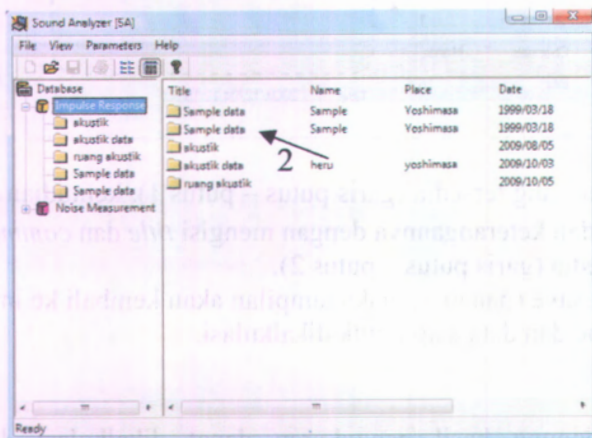 Sound Analyzer [SA]
File View Parameters Help
Database
Impulse Response
akustik
akustik data
ruang akustik
Sample data
Sample data
Noise Measurement
Title Name Place Date
Sample data Sample Yoshimasa 1999/03/18
Sample data Sample Yoshimasa 1999/03/18
akustik 2009/08/05
akustik data heru yoshimasa 2009/10/03
ruang akustik 2009/10/05
2
Ready